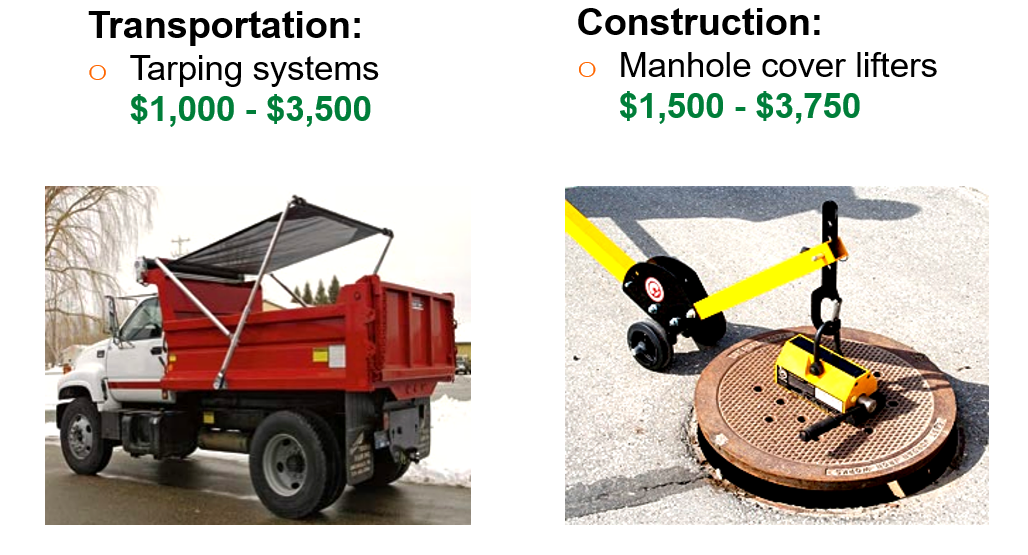 Transportation:
Tarping systems
$1,000 - $3,500
Construction:
Manhole cover lifters
$1,500 - $3,750